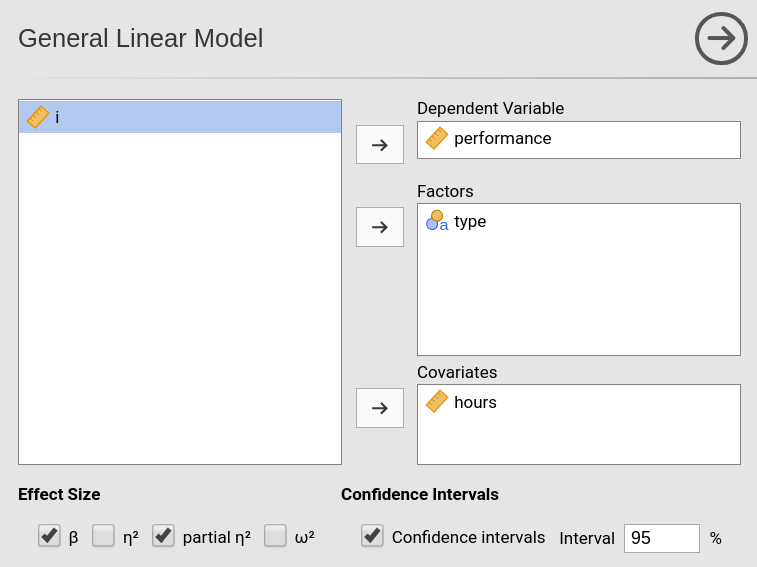 General Linear Model
i
Dependent Variable
performance
Factors
a type
Covariates
hours
Effect Size
β η² partial η² ω²
Confidence Intervals
Confidence intervals Interval 95 %